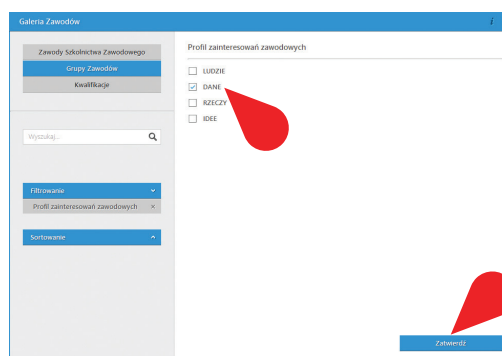 Galeria Zawodów
i
Zawody Szkolnictwa Zawodowego
Grupy Zawodów
Kwalifikacje
Wyszukaj...
Filtrowanie
Profil zainteresowań zawodowych ×
Sortowanie
Profil zainteresowań zawodowych
LUDZIE
DANE
RZECZY
IDEE
Zatwierdź